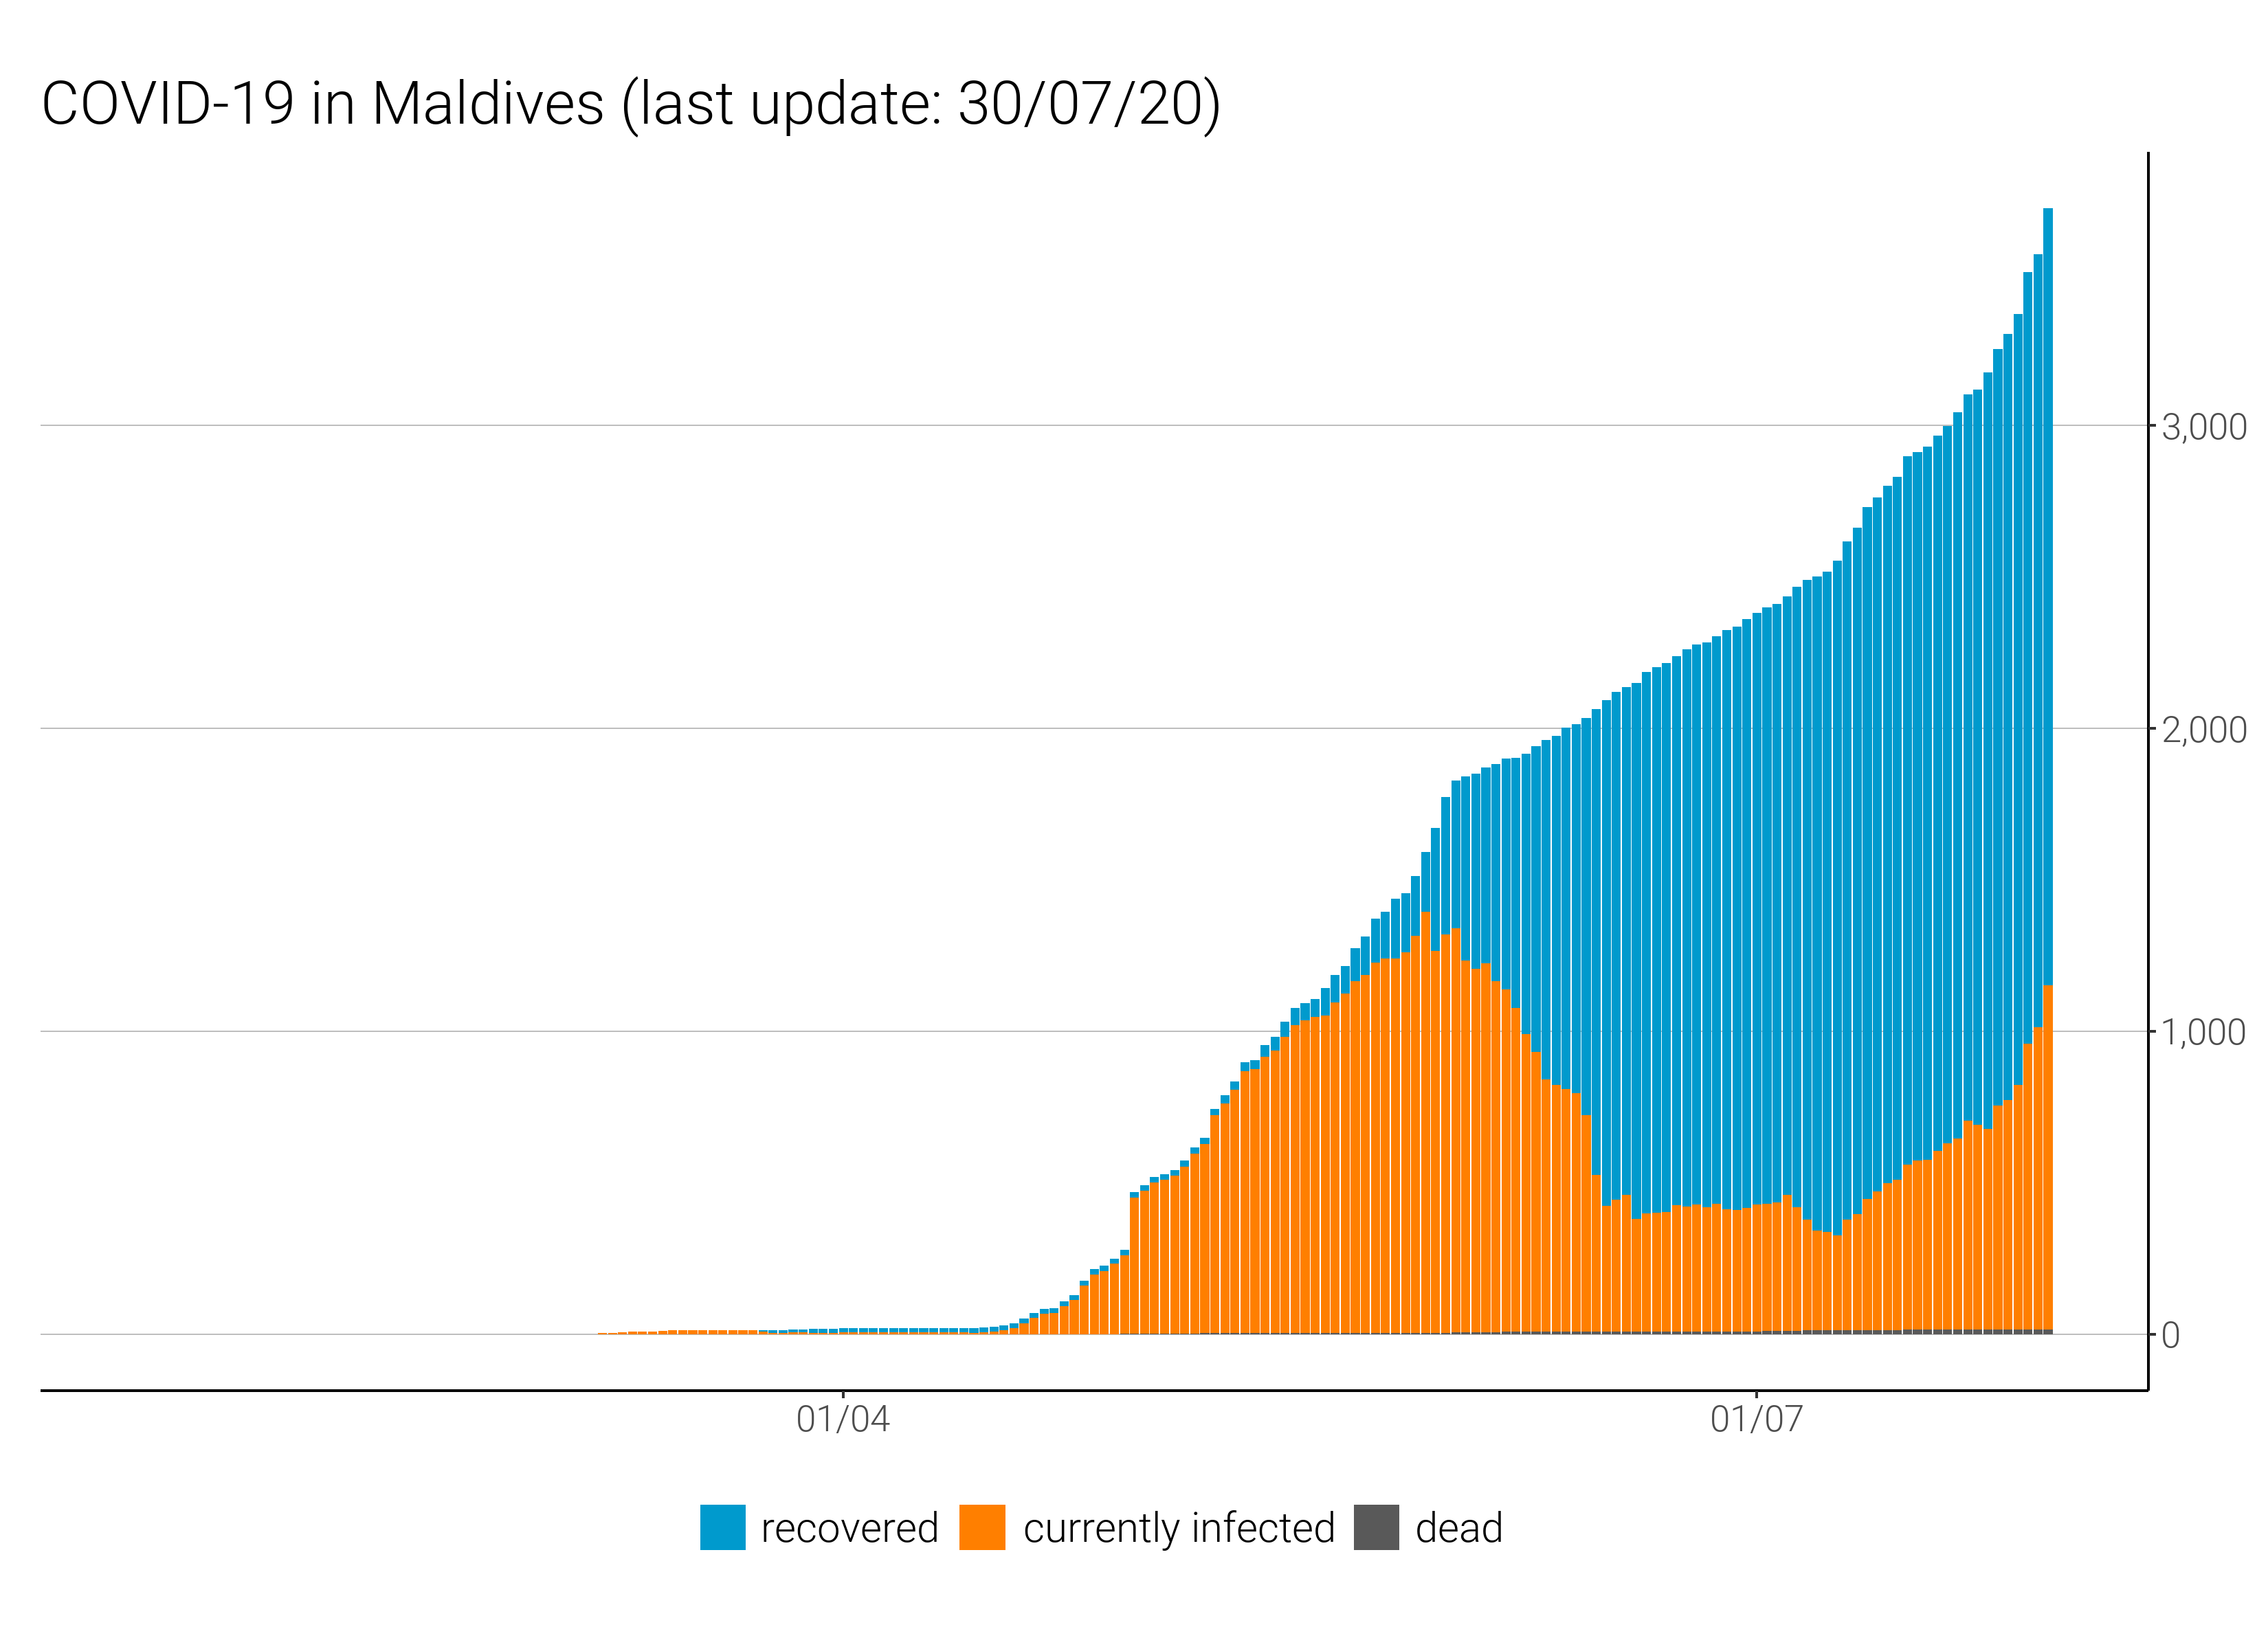 COVID-19 in Maldives (last update: 30/07/20)
3,000
2,000
1,000
0
01/04 01/07
recovered currently infected dead